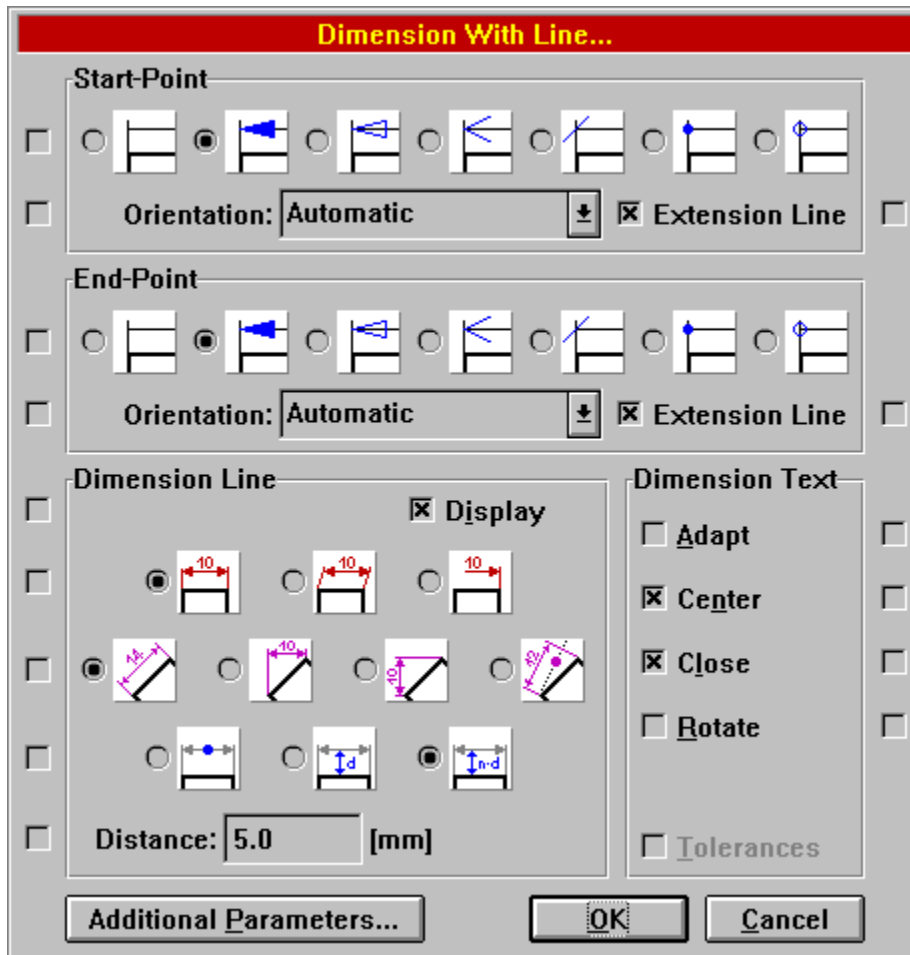 Dimension With Line...
Start-Point
Orientation: Automatic Extension Line
End-Point
Orientation: Automatic Extension Line
Dimension Line
Display
10 10 10
14 10 10 12
d n·d
Distance: 5.0 [mm]
Dimension Text
Adapt
Center
Close
Rotate
Tolerances
Additional Parameters... OK Cancel